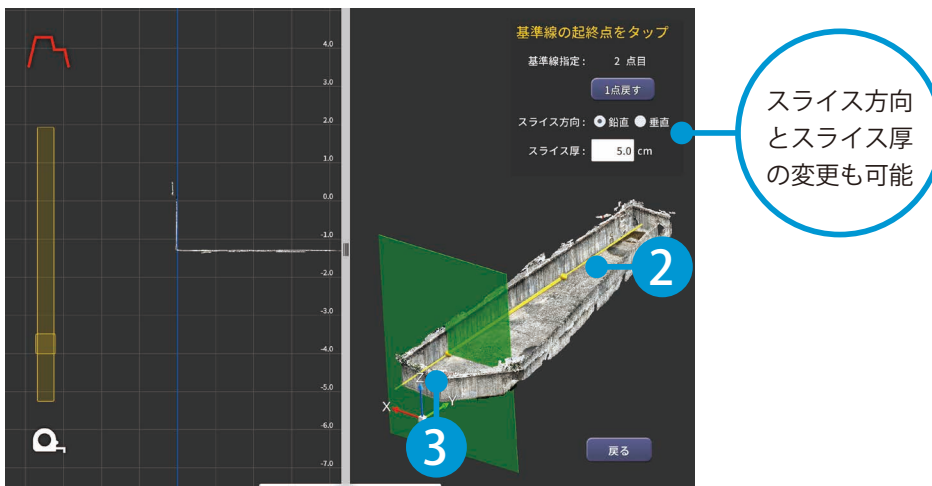 4.0
3.0
2.0
1.0
0.0
-1.0
-2.0
-3.0
-4.0
-5.0
-6.0
-7.0
基準線の起終点をタップ
基準線指定: 2 点目
1点戻す
スライス方向: 鉛直 垂直
スライス厚: 5.0 cm
スライス方向
とスライス厚
の変更も可能
2
3
Z
X
Y
戻る